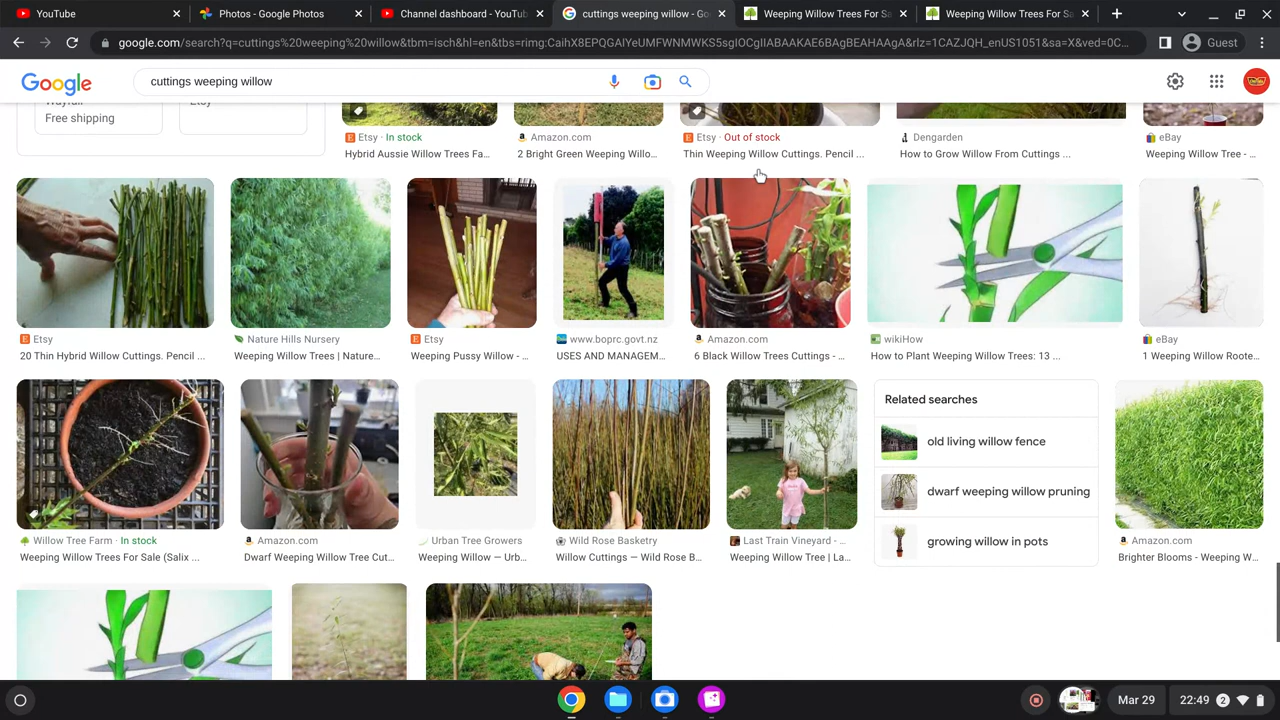 YouTube
Photos - Google Photos
Channel dashboard - YouTub
cuttings weeping willow - Go
Weeping Willow Trees For Sa
Weeping Willow Trees For Sa
google.com/search?q=cuttings%20weeping%20willow&tbm=isch&hl=en&tbs=rimg:CaihX8EPQGAlYeUMFWNMWKS5sgIOCgIIABAAKAE6BAgBEAHAAgA&rlz=1CAZJQH_enUS1051&sa=X&ved=0C...
Guest
Google
cuttings weeping willow
Wayfair
Etsy
Free shipping
Etsy · In stock
Amazon.com
Etsy · Out of stock
Dengarden
eBay
Hybrid Aussie Willow Trees Fa...
2 Bright Green Weeping Willo...
Thin Weeping Willow Cuttings. Pencil ...
How to Grow Willow From Cuttings ...
Weeping Willow Tree - ...
Etsy
Nature Hills Nursery
Etsy
www.boprc.govt.nz
Amazon.com
wikiHow
eBay
20 Thin Hybrid Willow Cuttings. Pencil ...
Weeping Willow Trees | Nature...
Weeping Pussy Willow - ...
USES AND MANAGEM...
6 Black Willow Trees Cuttings - ...
How to Plant Weeping Willow Trees: 13 ...
1 Weeping Willow Roote...
Related searches
old living willow fence
dwarf weeping willow pruning
growing willow in pots
Willow Tree Farm · In stock
Amazon.com
Urban Tree Growers
Wild Rose Basketry
Last Train Vineyard - ...
Amazon.com
Weeping Willow Trees For Sale (Salix ...
Dwarf Weeping Willow Tree Cut...
Weeping Willow — Urb...
Willow Cuttings — Wild Rose B...
Weeping Willow Tree | La...
Brighter Blooms - Weeping W...
Mar 29
22:49
2